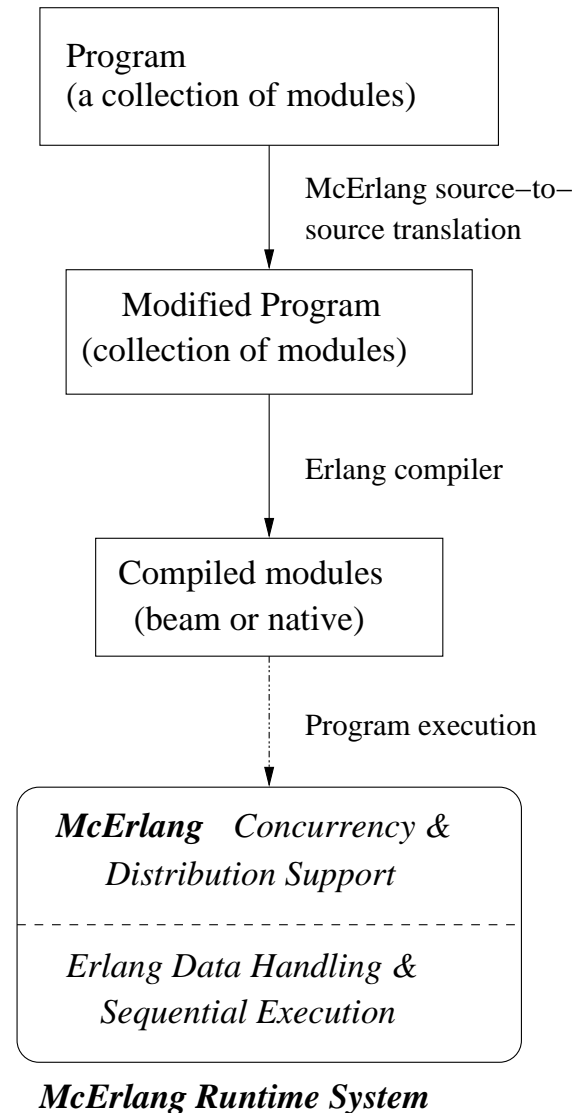 Program
(a collection of modules)
McErlang source−to−
source translation
Modified Program
(collection of modules)
Erlang compiler
Compiled modules
(beam or native)
Program execution
McErlang Concurrency &
Distribution Support
Erlang Data Handling &
Sequential Execution
McErlang Runtime System